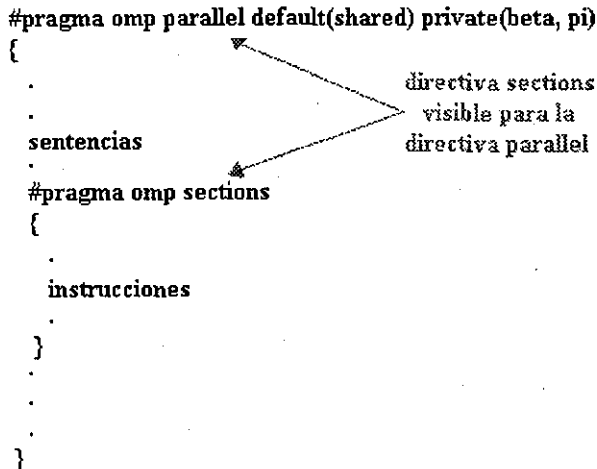 #pragma omp parallel default(shared) private(beta, pi)
{
.
.
sentencias
.
#pragma omp sections
{
.
instrucciones
.
}
.
.
.
}
directiva sections
visible para la
directiva parallel